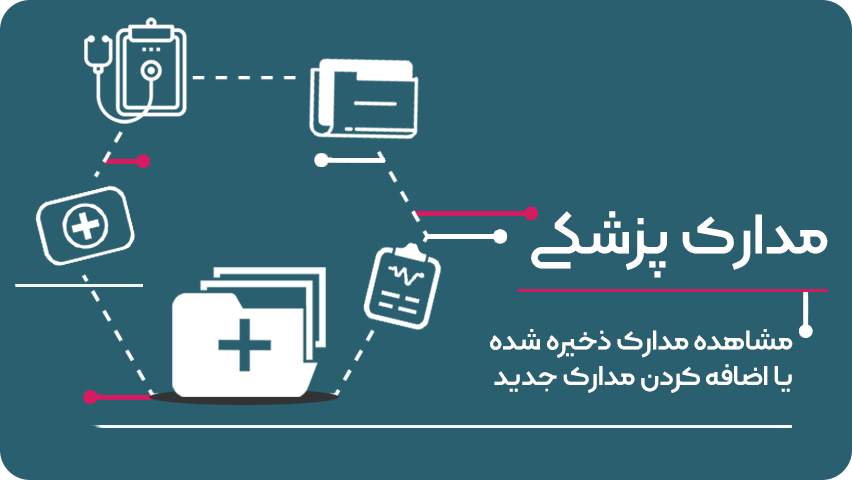 مدارک پزشکی
مشاهده مدارک ذخیره شده
یا اضافه کردن مدارک جدید